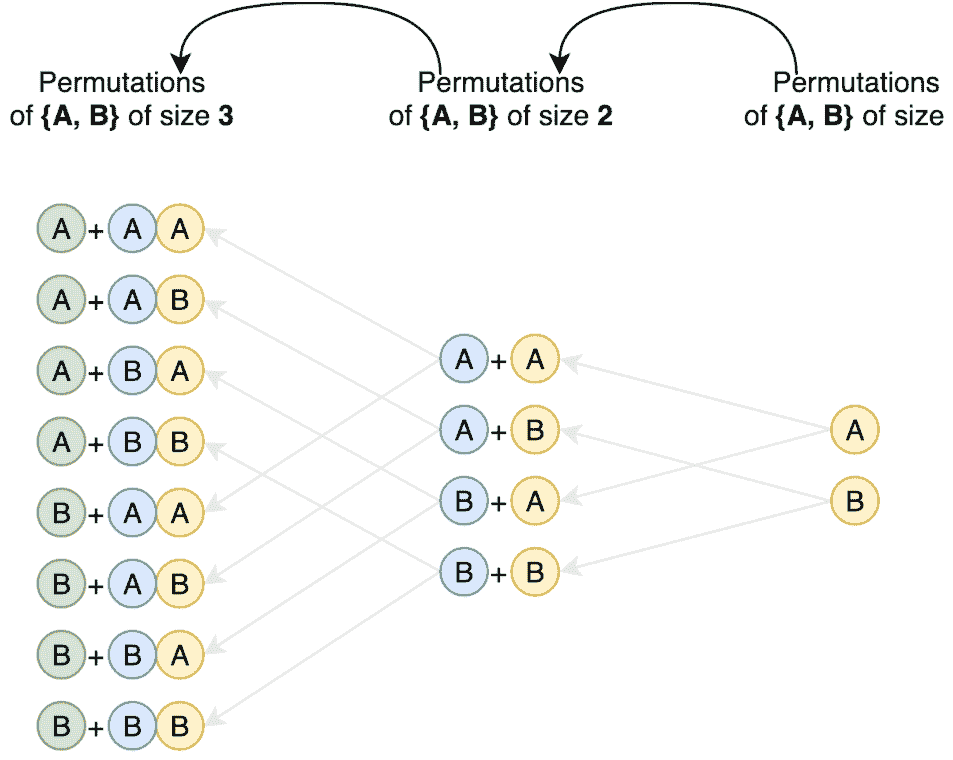 Permutations
of {A, B} of size 3
Permutations
of {A, B} of size 2
Permutations
of {A, B} of size
A + A A
A + A B
A + B A
A + B B
B + A A
B + A B
B + B A
B + B B
A + A
A + B
B + A
B + B
A
B